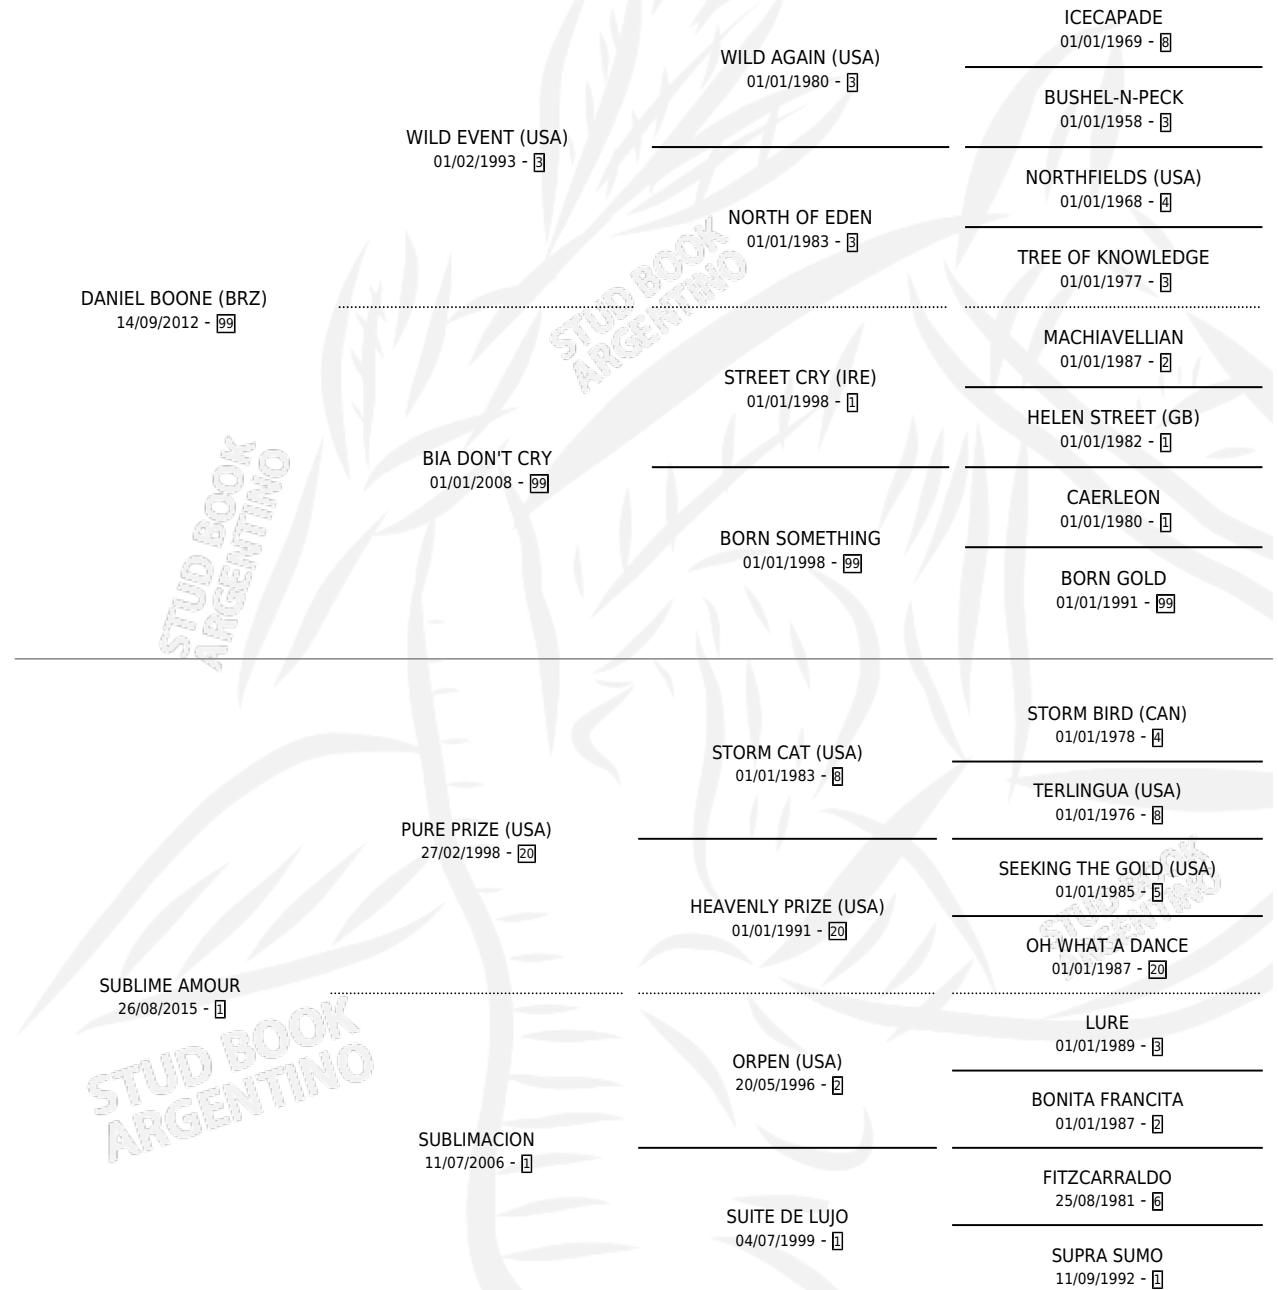 ICECAPADE
01/01/1969 - 8
WILD AGAIN (USA)
01/01/1980 - 3
BUSHEL-N-PECK
01/01/1958 - 3
WILD EVENT (USA)
01/02/1993 - 3
NORTHFIELDS (USA)
01/01/1968 - 4
NORTH OF EDEN
01/01/1983 - 3
TREE OF KNOWLEDGE
01/01/1977 - 3
DANIEL BOONE (BRZ)
14/09/2012 - 99
STUD BOOK
ARGENTINO
MACHIAVELLIAN
01/01/1987 - 2
STREET CRY (IRE)
01/01/1998 - 1
HELEN STREET (GB)
01/01/1982 - 1
BIA DON'T CRY
01/01/2008 - 99
CAERLEON
01/01/1980 - 1
BORN SOMETHING
01/01/1998 - 99
BORN GOLD
01/01/1991 - 99
STUD BOOK
ARGENTINO
STORM BIRD (CAN)
01/01/1978 - 4
STORM CAT (USA)
01/01/1983 - 8
TERLINGUA (USA)
01/01/1976 - 8
PURE PRIZE (USA)
27/02/1998 - 20
SEEKING THE GOLD (USA)
01/01/1985 - 5
HEAVENLY PRIZE (USA)
01/01/1991 - 20
STUD BOOK
ARGENTINO
OH WHAT A DANCE
01/01/1987 - 20
SUBLIME AMOUR
26/08/2015 - 1
LURE
01/01/1989 - 3
ORPEN (USA)
20/05/1996 - 2
STUD BOOK
ARGENTINO
BONITA FRANCITA
01/01/1987 - 2
SUBLIMACION
11/07/2006 - 1
FITZCARRALDO
25/08/1981 - 6
SUITE DE LUJO
04/07/1999 - 1
SUPRA SUMO
11/09/1992 - 1